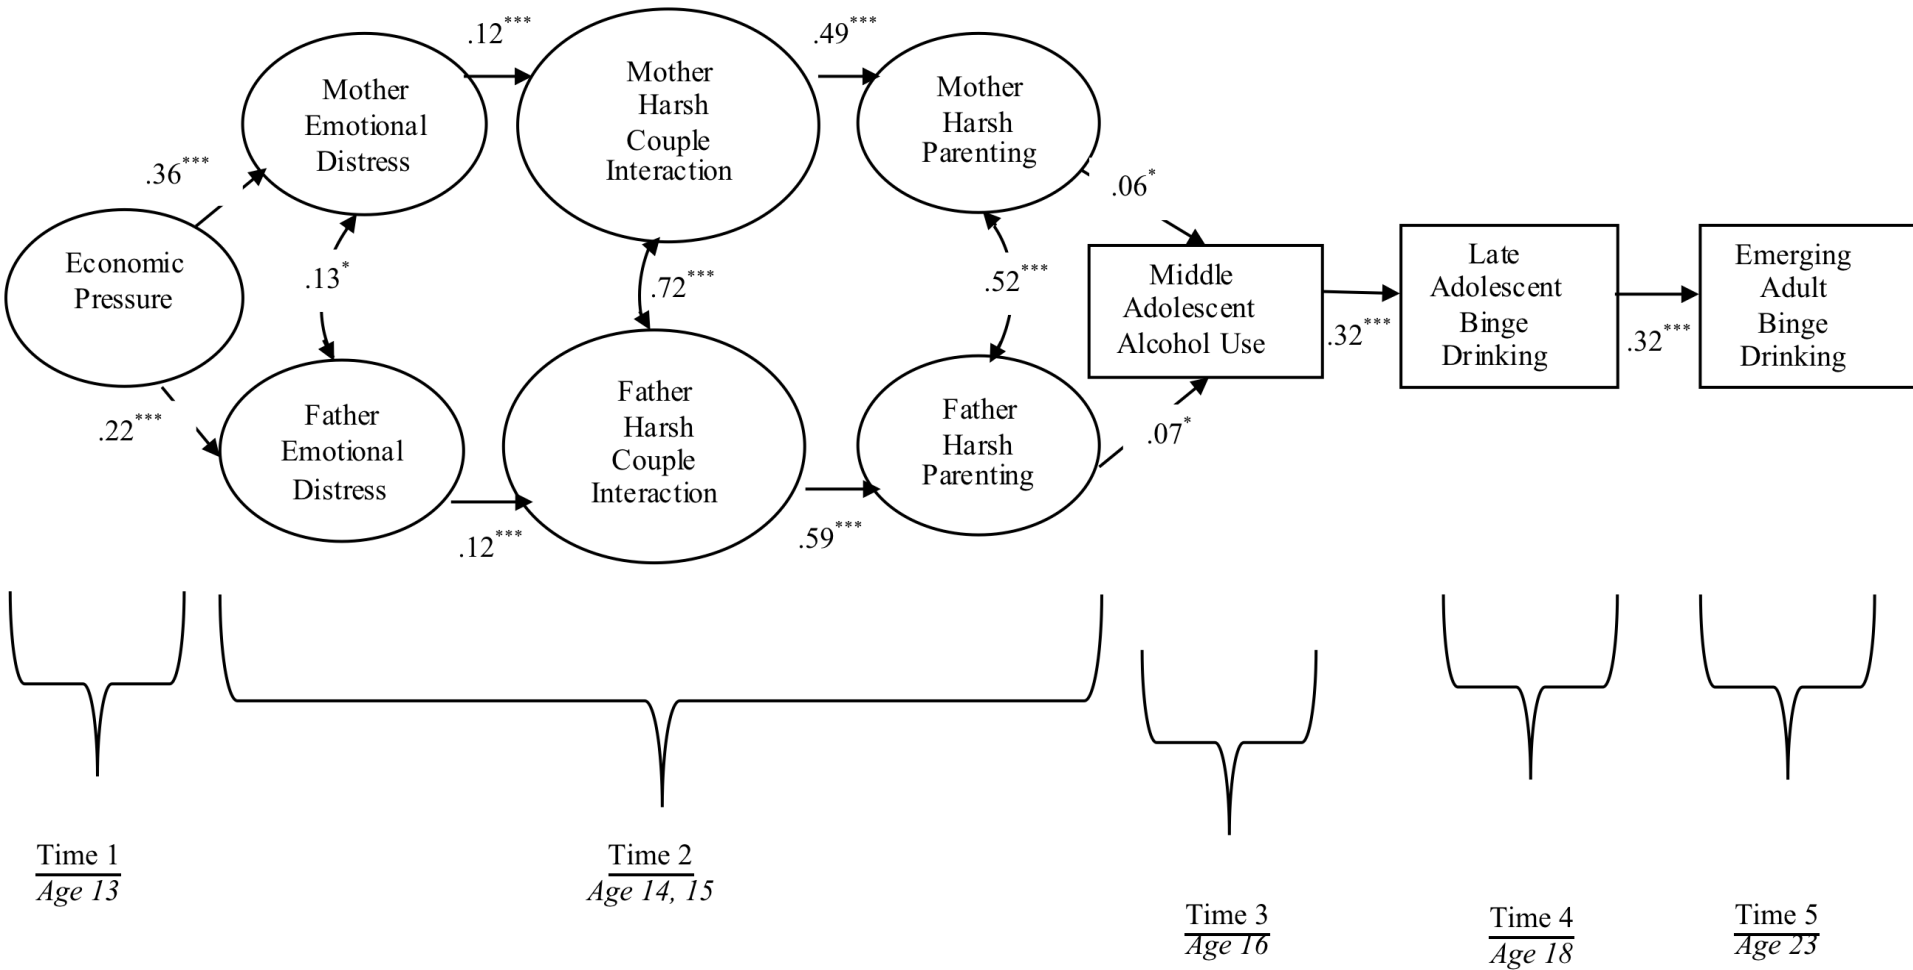 .36***
Economic
Pressure
.22***
Mother
Emotional
Distress
.13*
Father
Emotional
Distress
.12***
.12***
Mother
Harsh
Couple
Interaction
.72***
Father
Harsh
Couple
Interaction
.49***
.59***
Mother
Harsh
Parenting
.52***
Father
Harsh
Parenting
.06*
.07*
Middle
Adolescent
Alcohol Use
.32***
Late
Adolescent
Binge
Drinking
.32***
Emerging
Adult
Binge
Drinking
Time 1
Age 13
Time 2
Age 14, 15
Time 3
Age 16
Time 4
Age 18
Time 5
Age 23